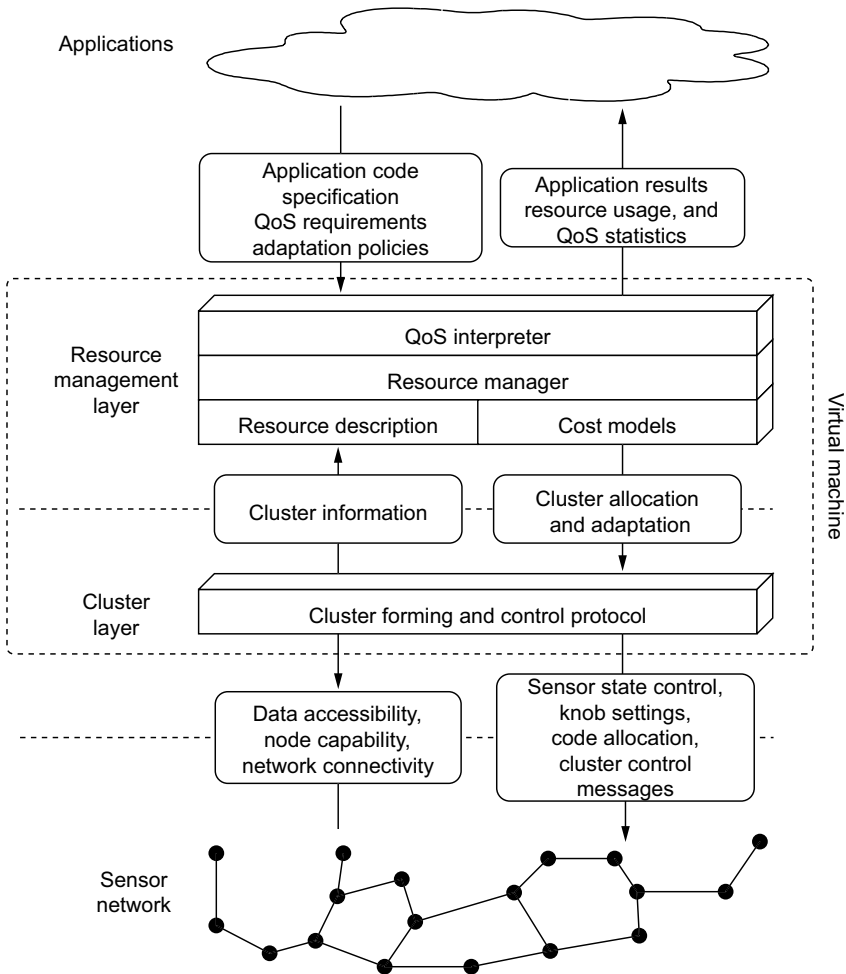 Applications
Application code
specification
QoS requirements
adaptation policies
Application results
resource usage, and
QoS statistics
Resource
management
layer
QoS interpreter
Resource manager
Resource description
Cost models
Virtual machine
Cluster information
Cluster allocation
and adaptation
Cluster
layer
Cluster forming and control protocol
Data accessibility,
node capability,
network connectivity
Sensor state control,
knob settings,
code allocation,
cluster control
messages
Sensor
network